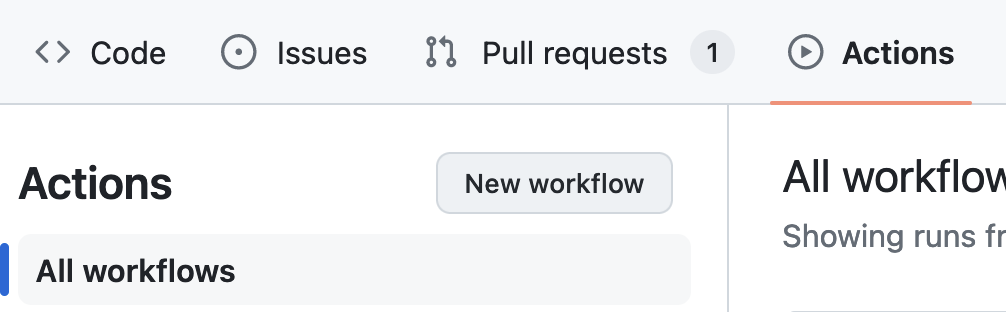 Code Issues Pull requests 1 Actions
Actions
New workflow
All workflows
All workflow
Showing runs fr